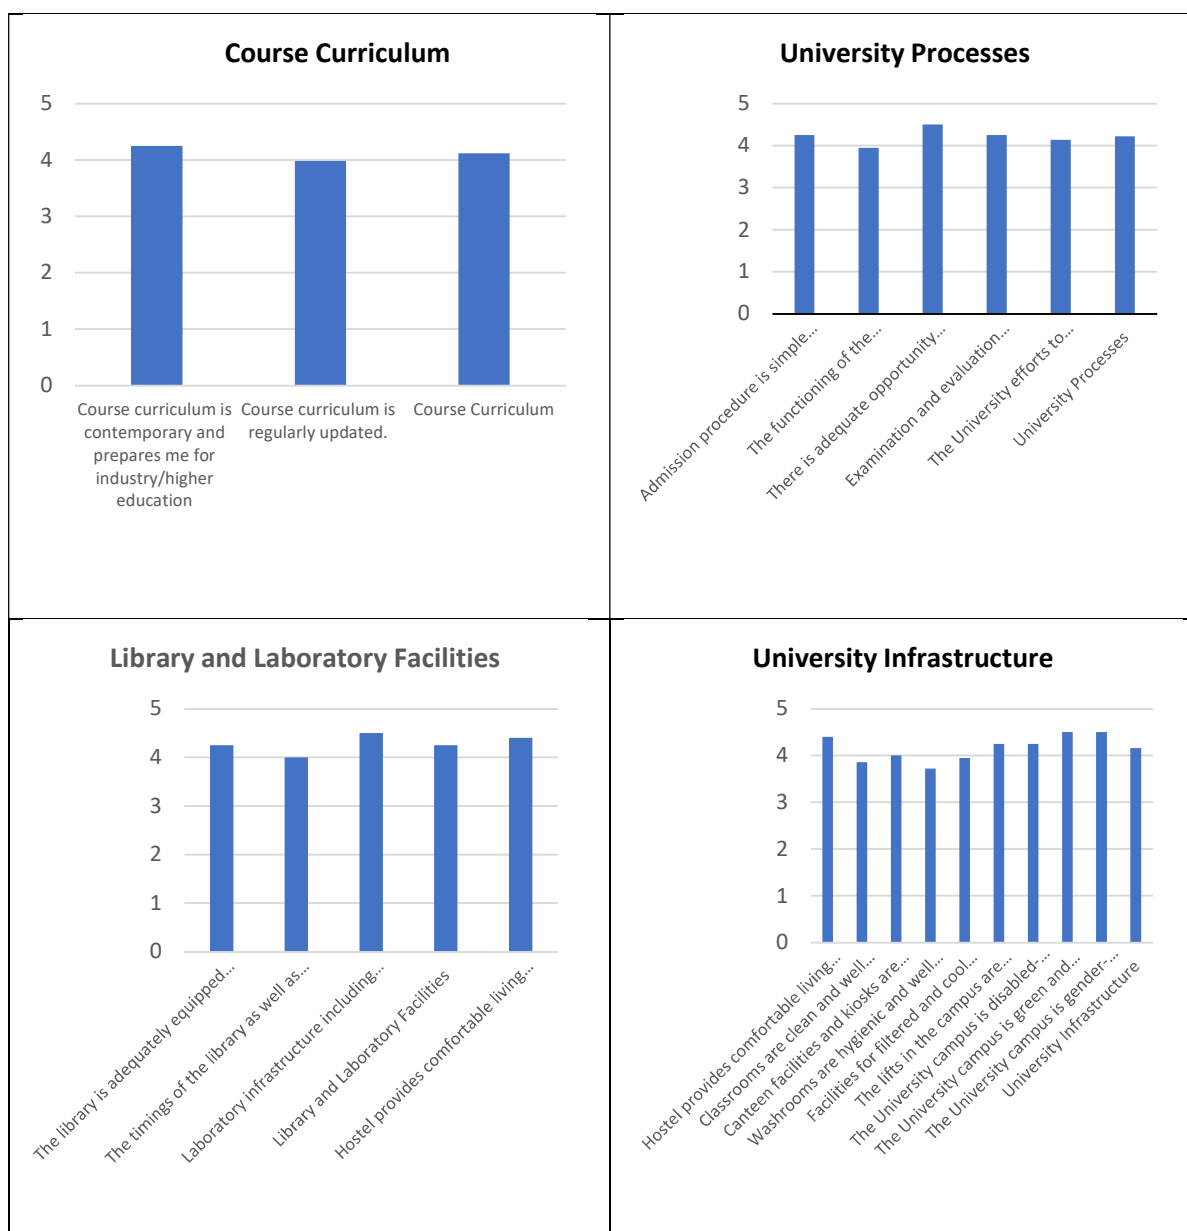 Course Curriculum
5
4
3
2
1
0
Course curriculum is
contemporary and
prepares me for
industry/higher
education
Course curriculum is
regularly updated.
Course Curriculum
University Processes
5
4
3
2
1
0
Admission procedure is simple...
The functioning of the...
There is adequate opportunity...
Examination and evaluation...
The University efforts to...
University Processes
Library and Laboratory Facilities
5
4
3
2
1
0
The library is adequately equipped...
The timings of the library as well as...
Laboratory infrastructure including...
Library and Laboratory Facilities
Hostel provides comfortable living...
University Infrastructure
5
4
3
2
1
0
Hostel provides comfortable living...
Classrooms are clean and well...
Canteen facilities and kiosks are...
Washrooms are hygienic and well...
Facilities for filtered and cool...
The lifts in the campus are...
The University campus is disabled-...
The University campus is green and...
The University campus is gender-...
University Infrastructure